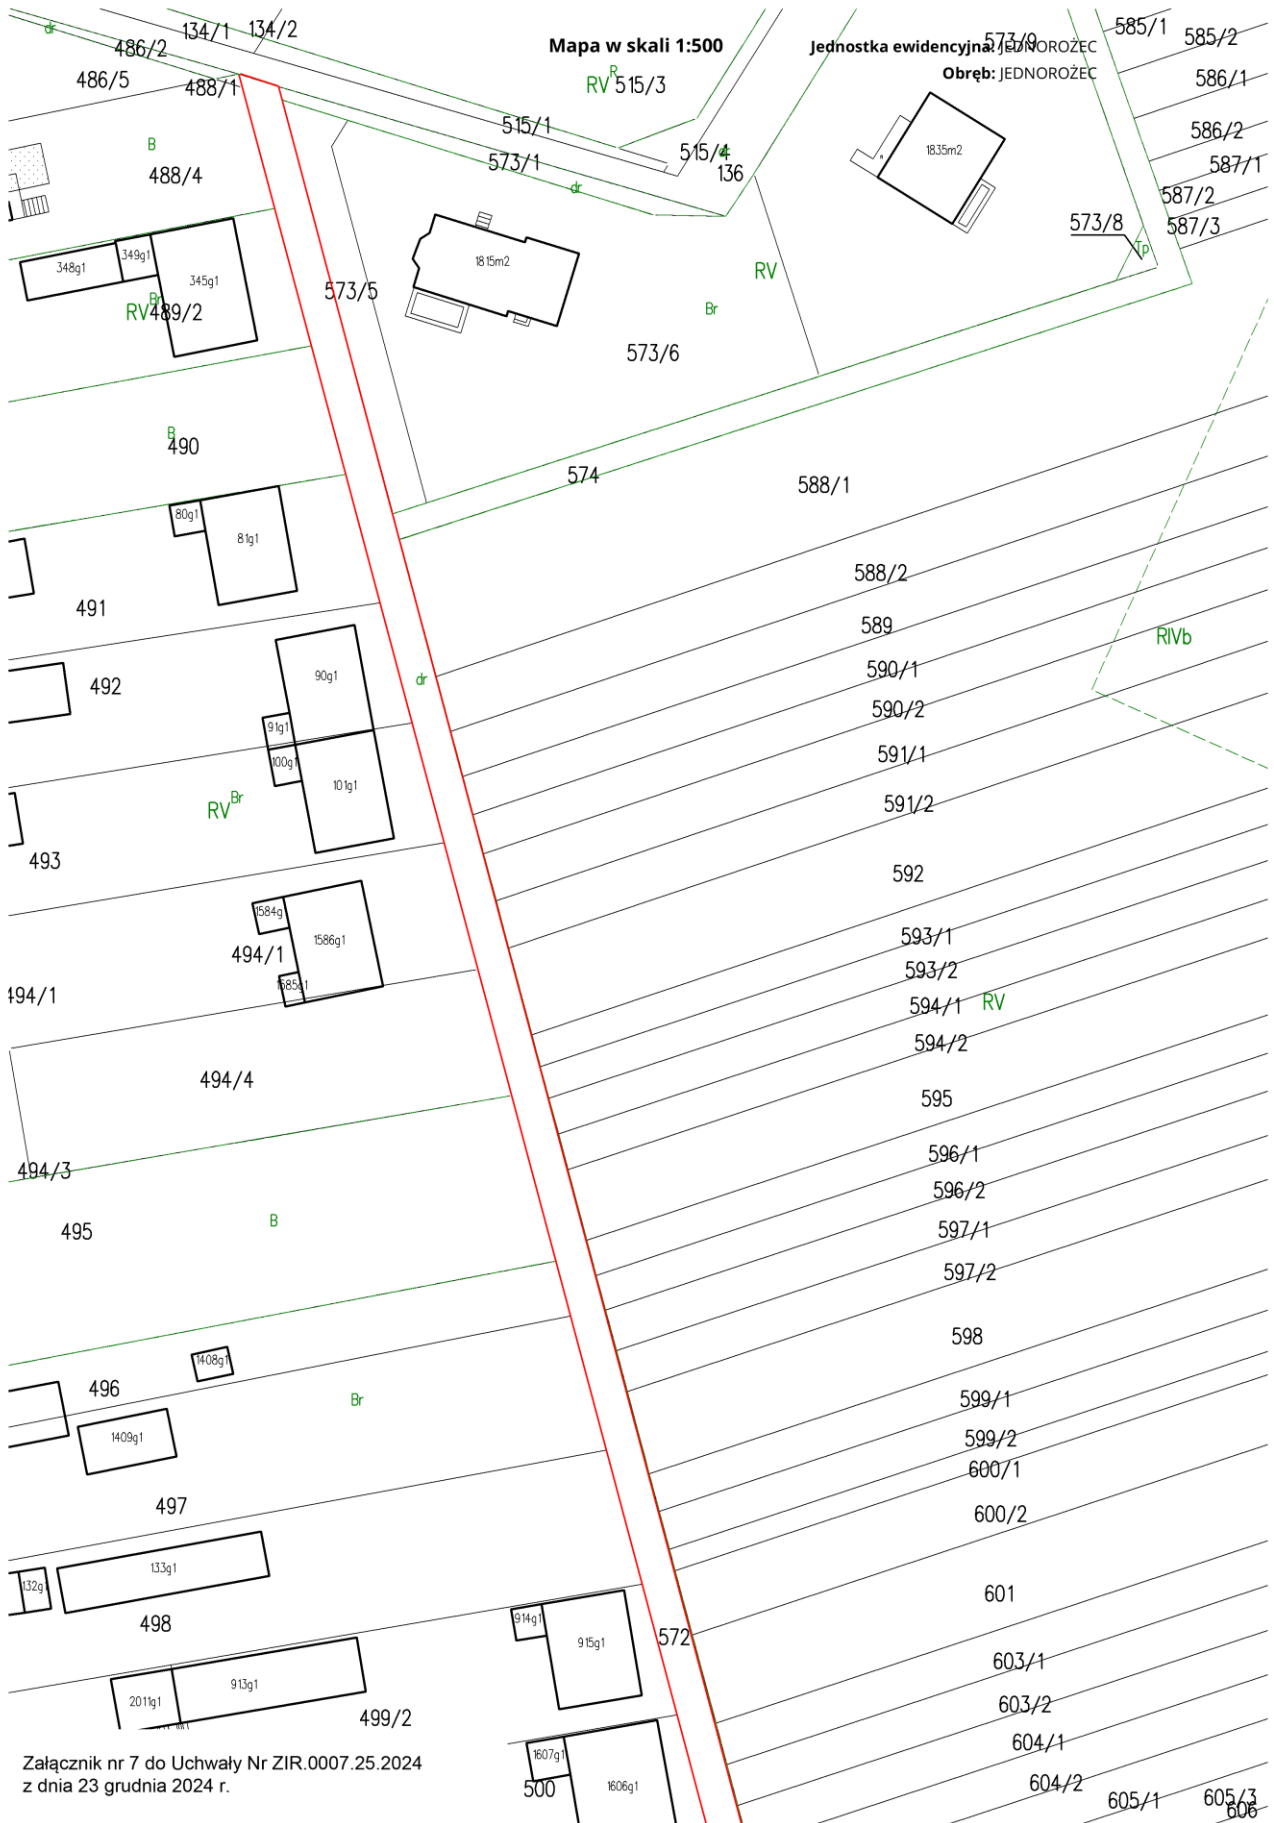 dr
134/1
134/2
486/2
486/5
488/1
Mapa w skali 1:500
Jednostka ewidencyjna: JEDNOROŻEC
Obręb: JEDNOROŻEC
573/9
585/1
585/2
586/1
586/2
587/1
587/2
587/3
573/8
Tp
RV R 515/3
515/1
573/1
dr
515/4
dr
136
1835m2
B
488/4
348g1
349g1
345g1
Br
RV 489/2
573/5
1815m2
RV
Br
573/6
B
490
574
588/1
80g1
81g1
491
588/2
589
RIVb
492
90g1
dr
590/1
590/2
91g1
100g1
101g1
591/1
RV Br
591/2
493
592
1584g
1586g1
494/1
1585g1
494/1
593/1
593/2
594/1
RV
594/2
494/4
595
494/3
596/1
596/2
495
B
597/1
597/2
598
1408g1
496
Br
599/1
1409g1
599/2
600/1
497
600/2
133g1
132g
601
498
914g1
915g1
572
603/1
2011g1
913g1
499/2
603/2
604/1
1607g1
1606g1
500
604/2
605/1
605/3
606
Załącznik nr 7 do Uchwały Nr ZIR.0007.25.2024
z dnia 23 grudnia 2024 r.